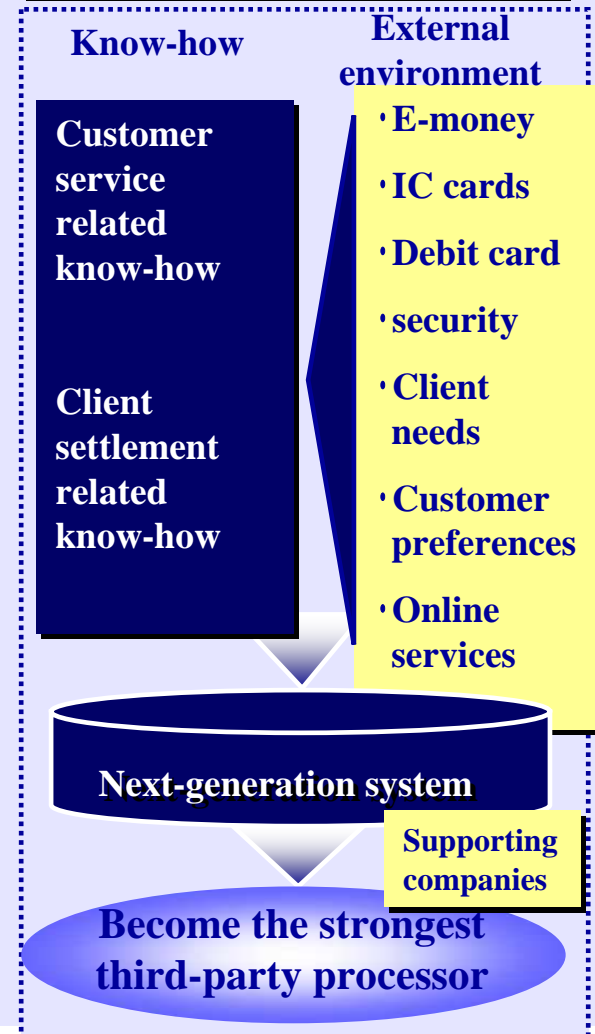 Know-how
External
environment
Customer
service
related
know-how
Client
settlement
related
know-how
・E-money
・IC cards
・Debit card
・security
・Client
needs
・Customer
preferences
・Online
services
Next-generation system
Supporting
companies
Become the strongest
third-party processor